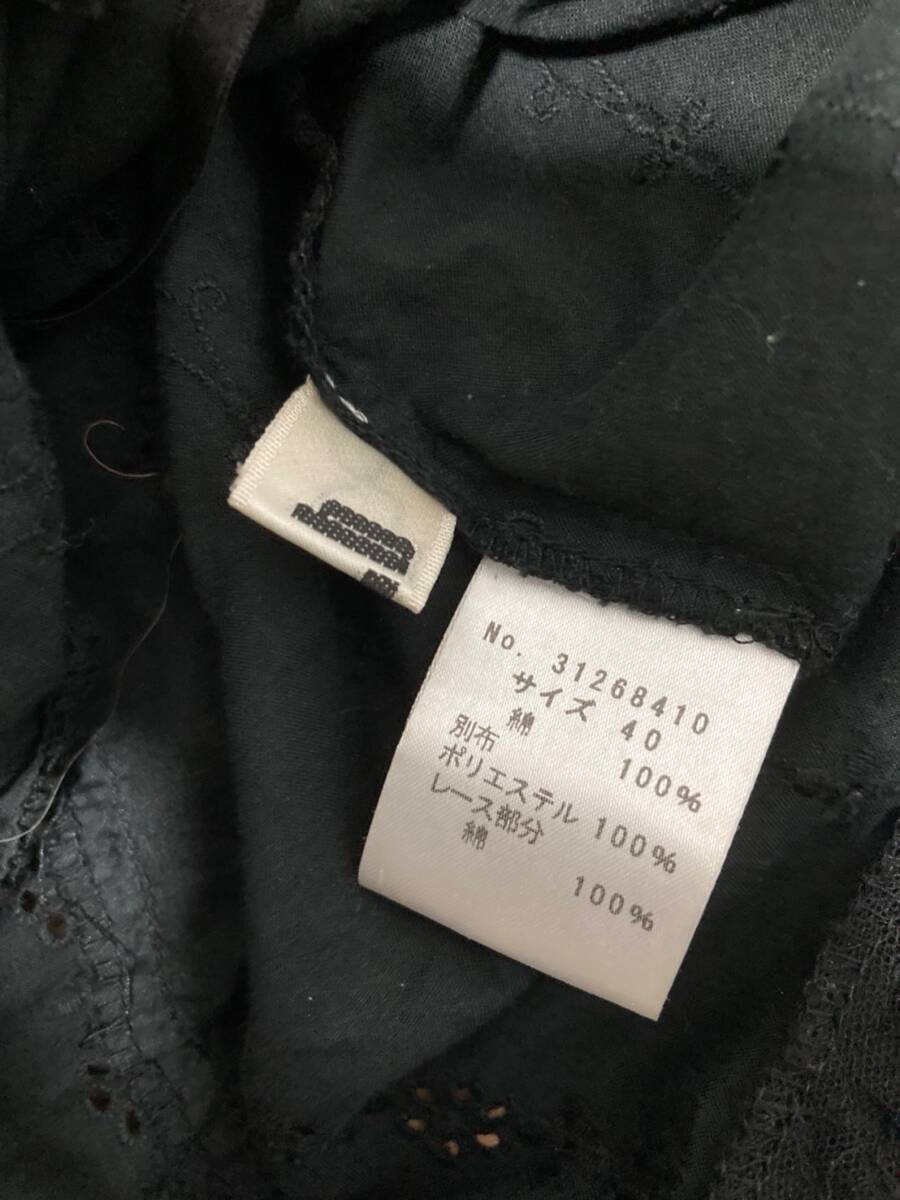 No. 31268410
サイズ 40
綿 100%
別布
ポリエステル 100%
レース部分
綿 100%